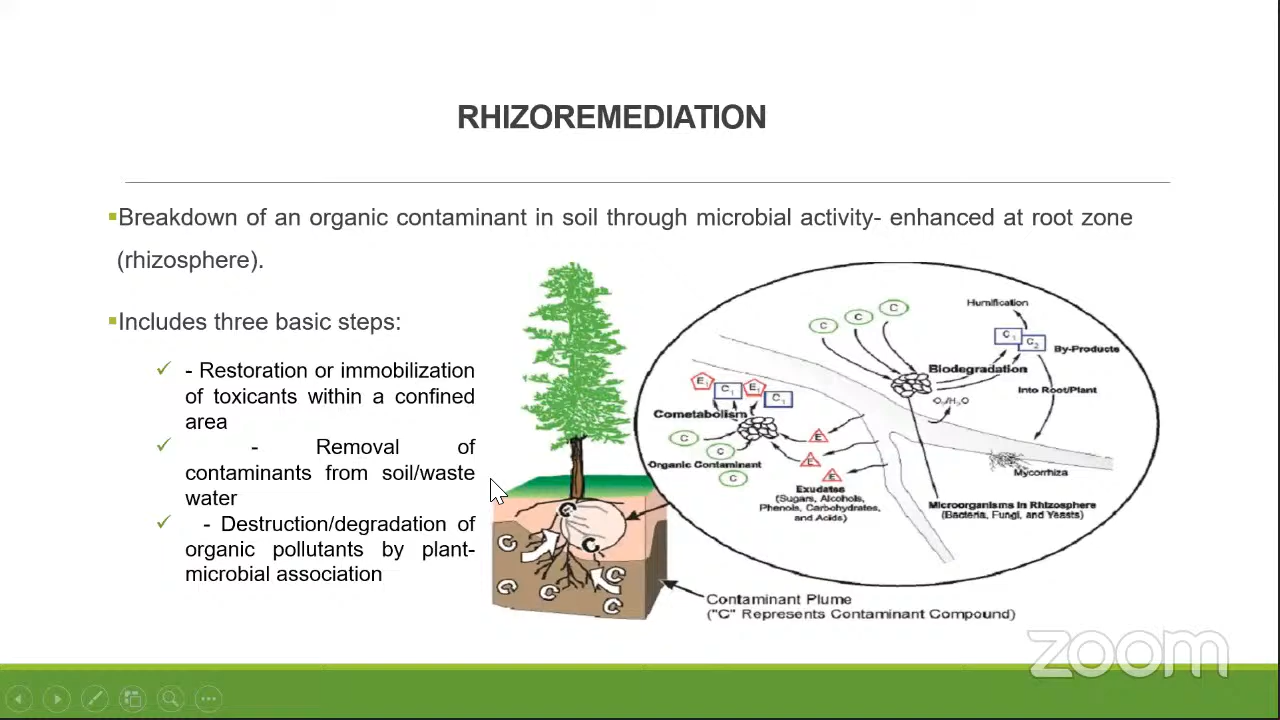 RHIZOREMEDIATION
▪Breakdown of an organic contaminant in soil through microbial activity- enhanced at root zone
(rhizosphere).
▪Includes three basic steps:
✓ - Restoration or immobilization
of toxicants within a confined
area
✓ - Removal of
contaminants from soil/waste
water
✓ - Destruction/degradation of
organic pollutants by plant-
microbial association
Humification
C C C
C1 C2
By-Products
Biodegradation
Into Root/Plant
E1 C1 E1 C1
O2/H2O
Cometabolism
C
E
C
Organic Contaminant
E
Mycorrhiza
C
E
Exudates
(Sugars, Alcohols,
Phenols, Carbohydrates,
and Acids)
Microorganisms in Rhizosphere
(Bacteria, Fungi, and Yeasts)
C
C C
C
C C
C
Contaminant Plume
("C" Represents Contaminant Compound)
zoom